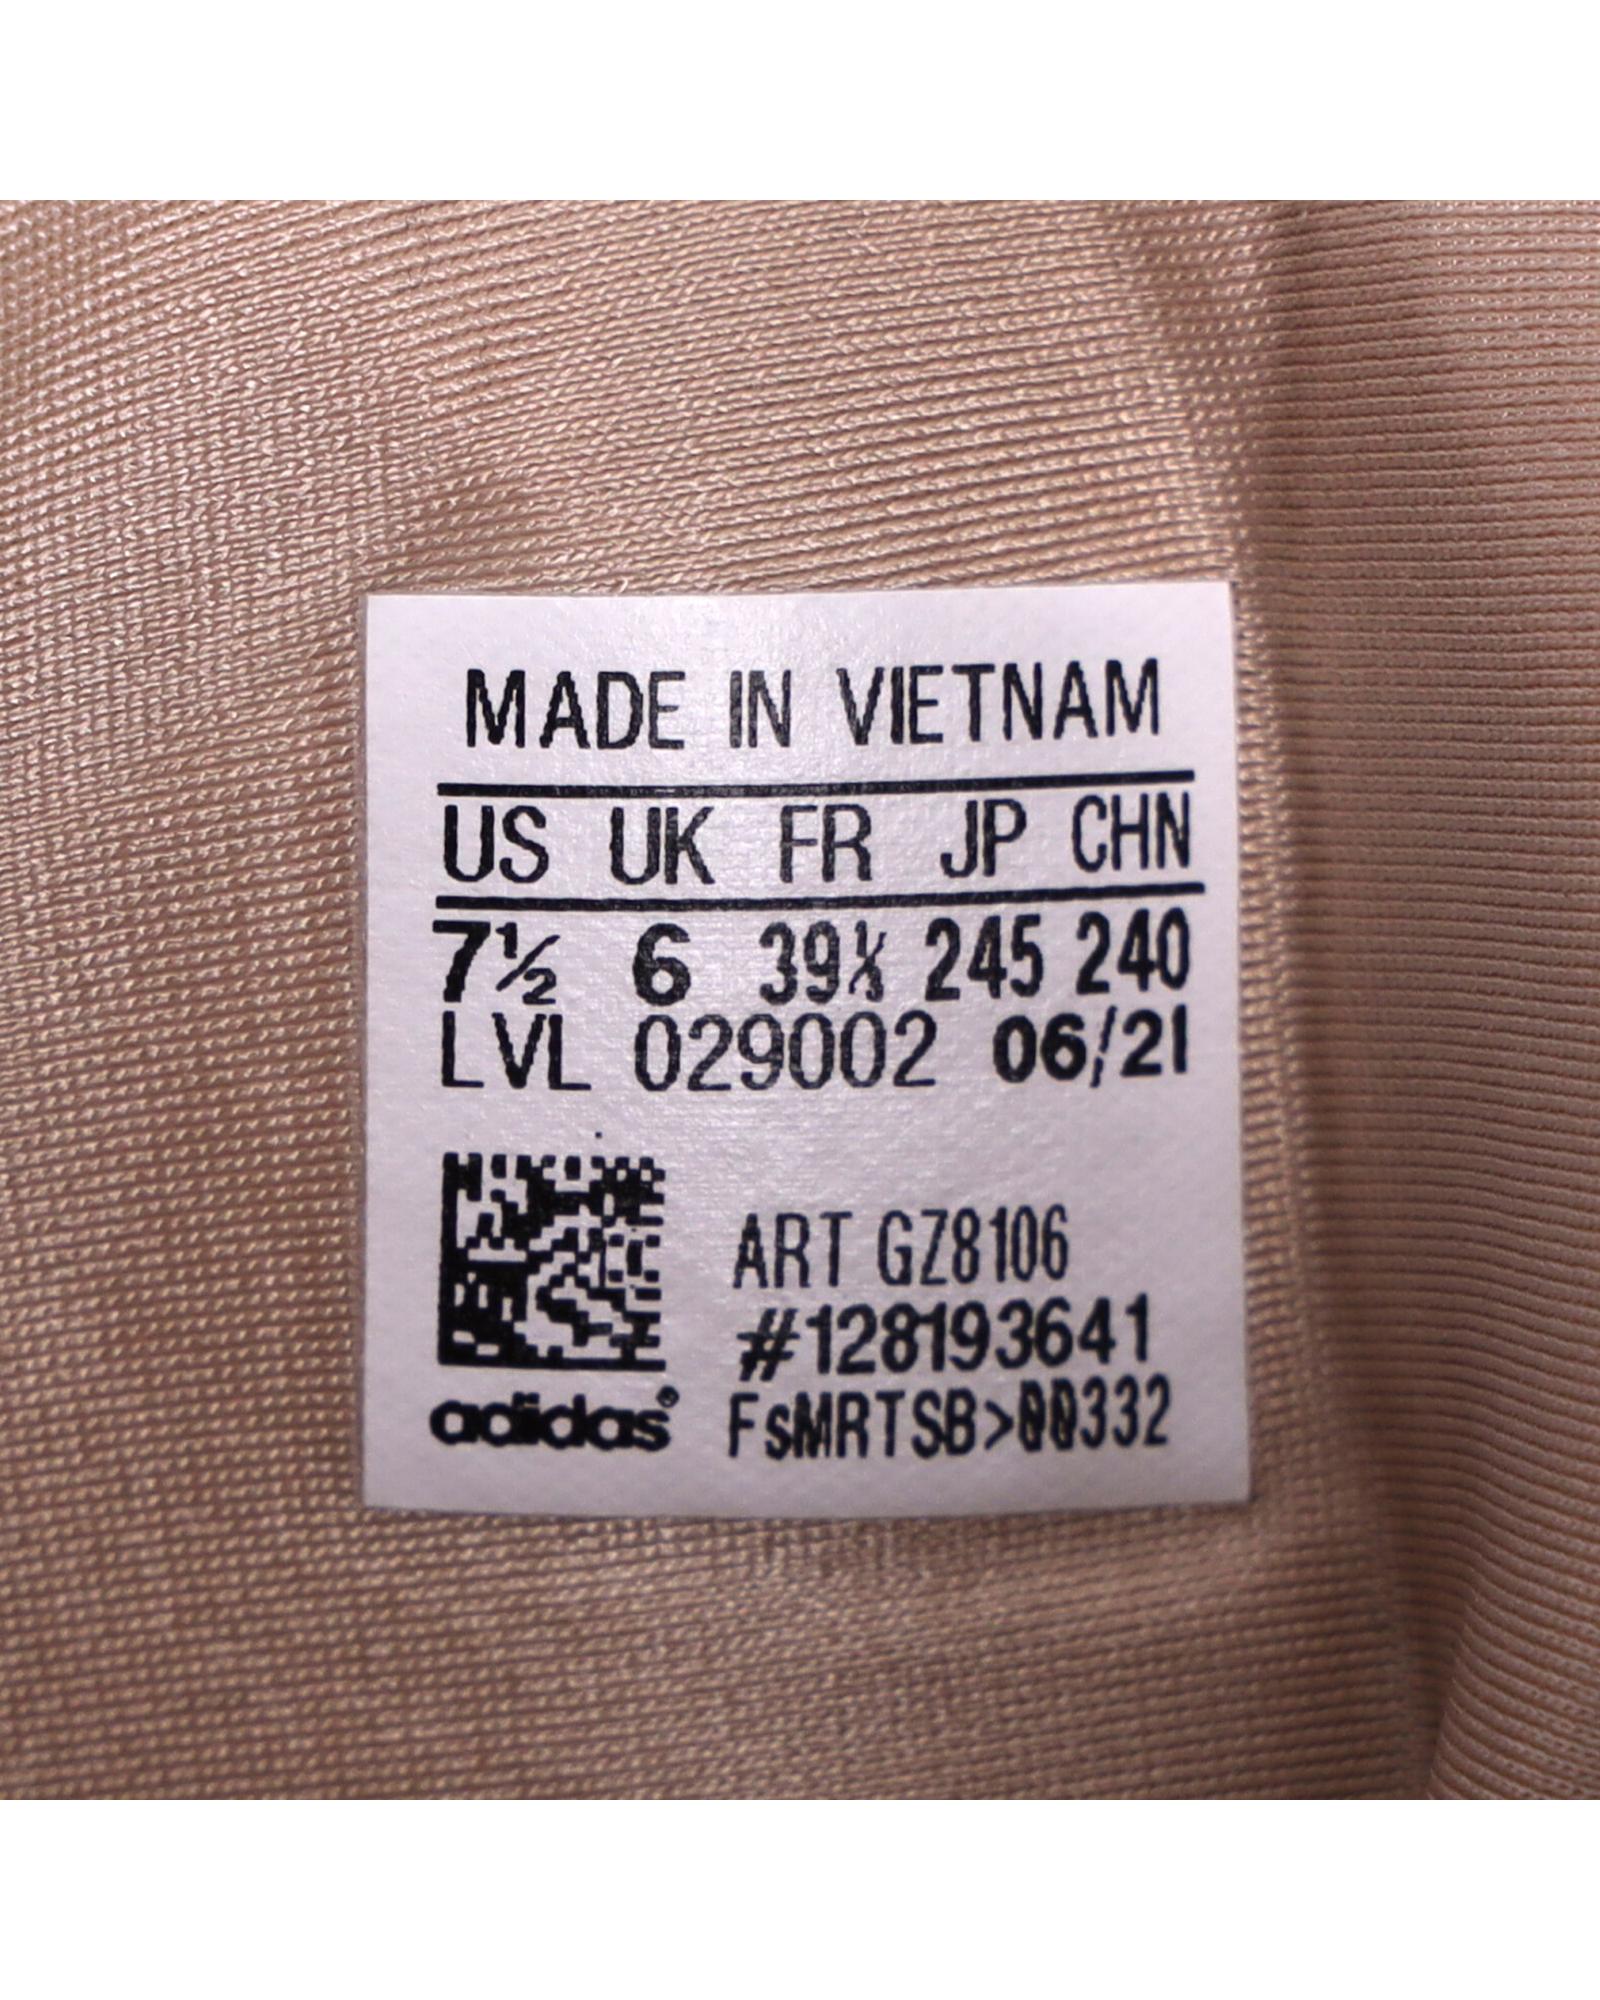 MADE IN VIETNAM
US UK FR JP CHN
7½ 6 39⅓ 245 240
LVL 029002 06/21
ART GZ8106
#128193641
adidas® FsMRTSB>00332